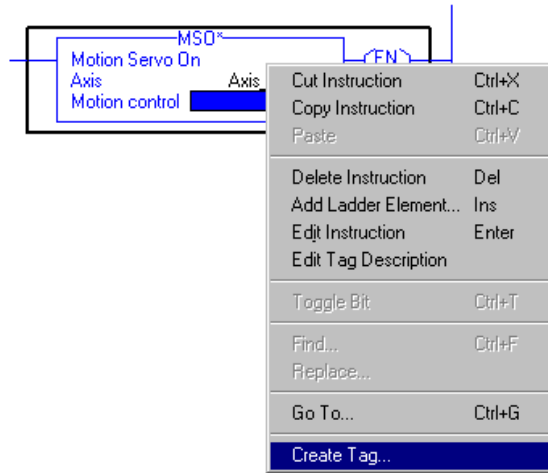 MSO*
Motion Servo On
EN
Axis Axis_
Motion control
Cut Instruction Ctrl+X
Copy Instruction Ctrl+C
Paste Ctrl+V
Delete Instruction Del
Add Ladder Element... Ins
Edit Instruction Enter
Edit Tag Description
Toggle Bit Ctrl+T
Find... Ctrl+F
Replace...
Go To... Ctrl+G
Create Tag...